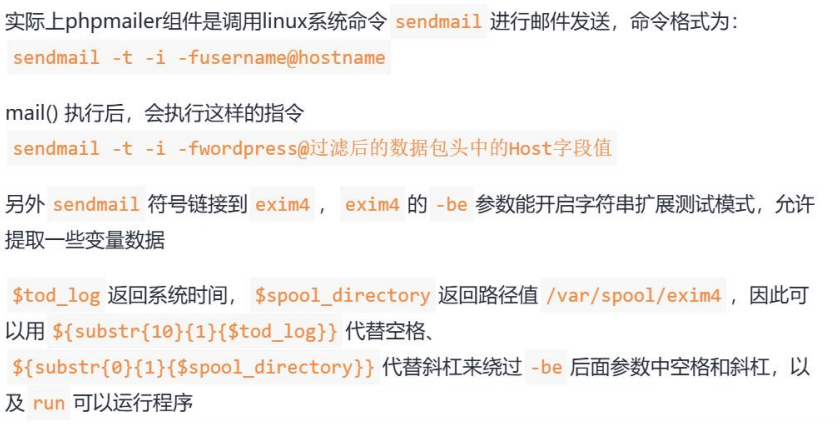 实际上phpmailer组件是调用linux系统命令 sendmail 进行邮件发送，命令格式为：
sendmail -t -i -fusername@hostname
mail() 执行后，会执行这样的指令
sendmail -t -i -fwordpress@过滤后的数据包头中的Host字段值
另外 sendmail 符号链接到 exim4 ， exim4 的 -be 参数能开启字符串扩展测试模式，允许
提取一些变量数据
$tod_log 返回系统时间， $spool_directory 返回路径值 /var/spool/exim4 ，因此可
以用 ${substr{10}{1}{$tod_log}} 代替空格、
${substr{0}{1}{$spool_directory}} 代替斜杠来绕过 -be 后面参数中空格和斜杠，以
及 run 可以运行程序